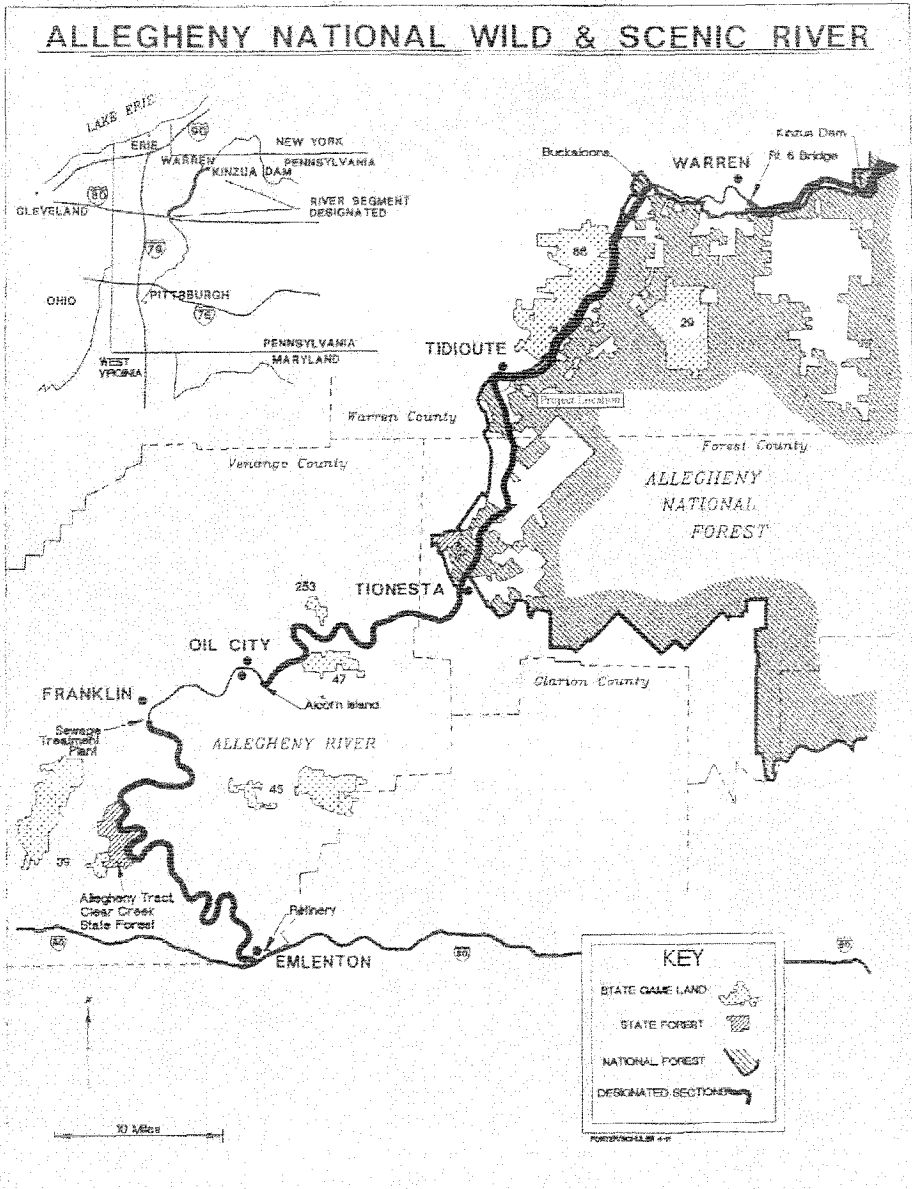 ALLEGHENY NATIONAL WILD & SCENIC RIVER
LAKE ERIE
90
ERIE
NEW YORK
WARREN
PENNSYLVANIA
KINZUA DAM
80
RIVER SEGMENT
DESIGNATED
CLEVELAND
79
OHIO
PITTSBURGH
76
PENNSYLVANIA
WEST
VIRGINIA
MARYLAND
Kinzua Dam
Buckaloons
WARREN
Rt. 6 Bridge
86
29
TIDIOUTE
Project Location
Warren County
Forest County
Venango County
ALLEGHENY
NATIONAL
FOREST
TIONESTA
253
OIL CITY
47
Clarion County
FRANKLIN
Alcorn Island
Sewage
Treatment
Plant
ALLEGHENY RIVER
45
39
Allegheny Tract,
Clear Creek
State Forest
Refinery
80
80
80
EMLENTON
KEY
STATE GAME LAND
STATE FOREST
NATIONAL FOREST
DESIGNATED SECTIONS
10 Miles